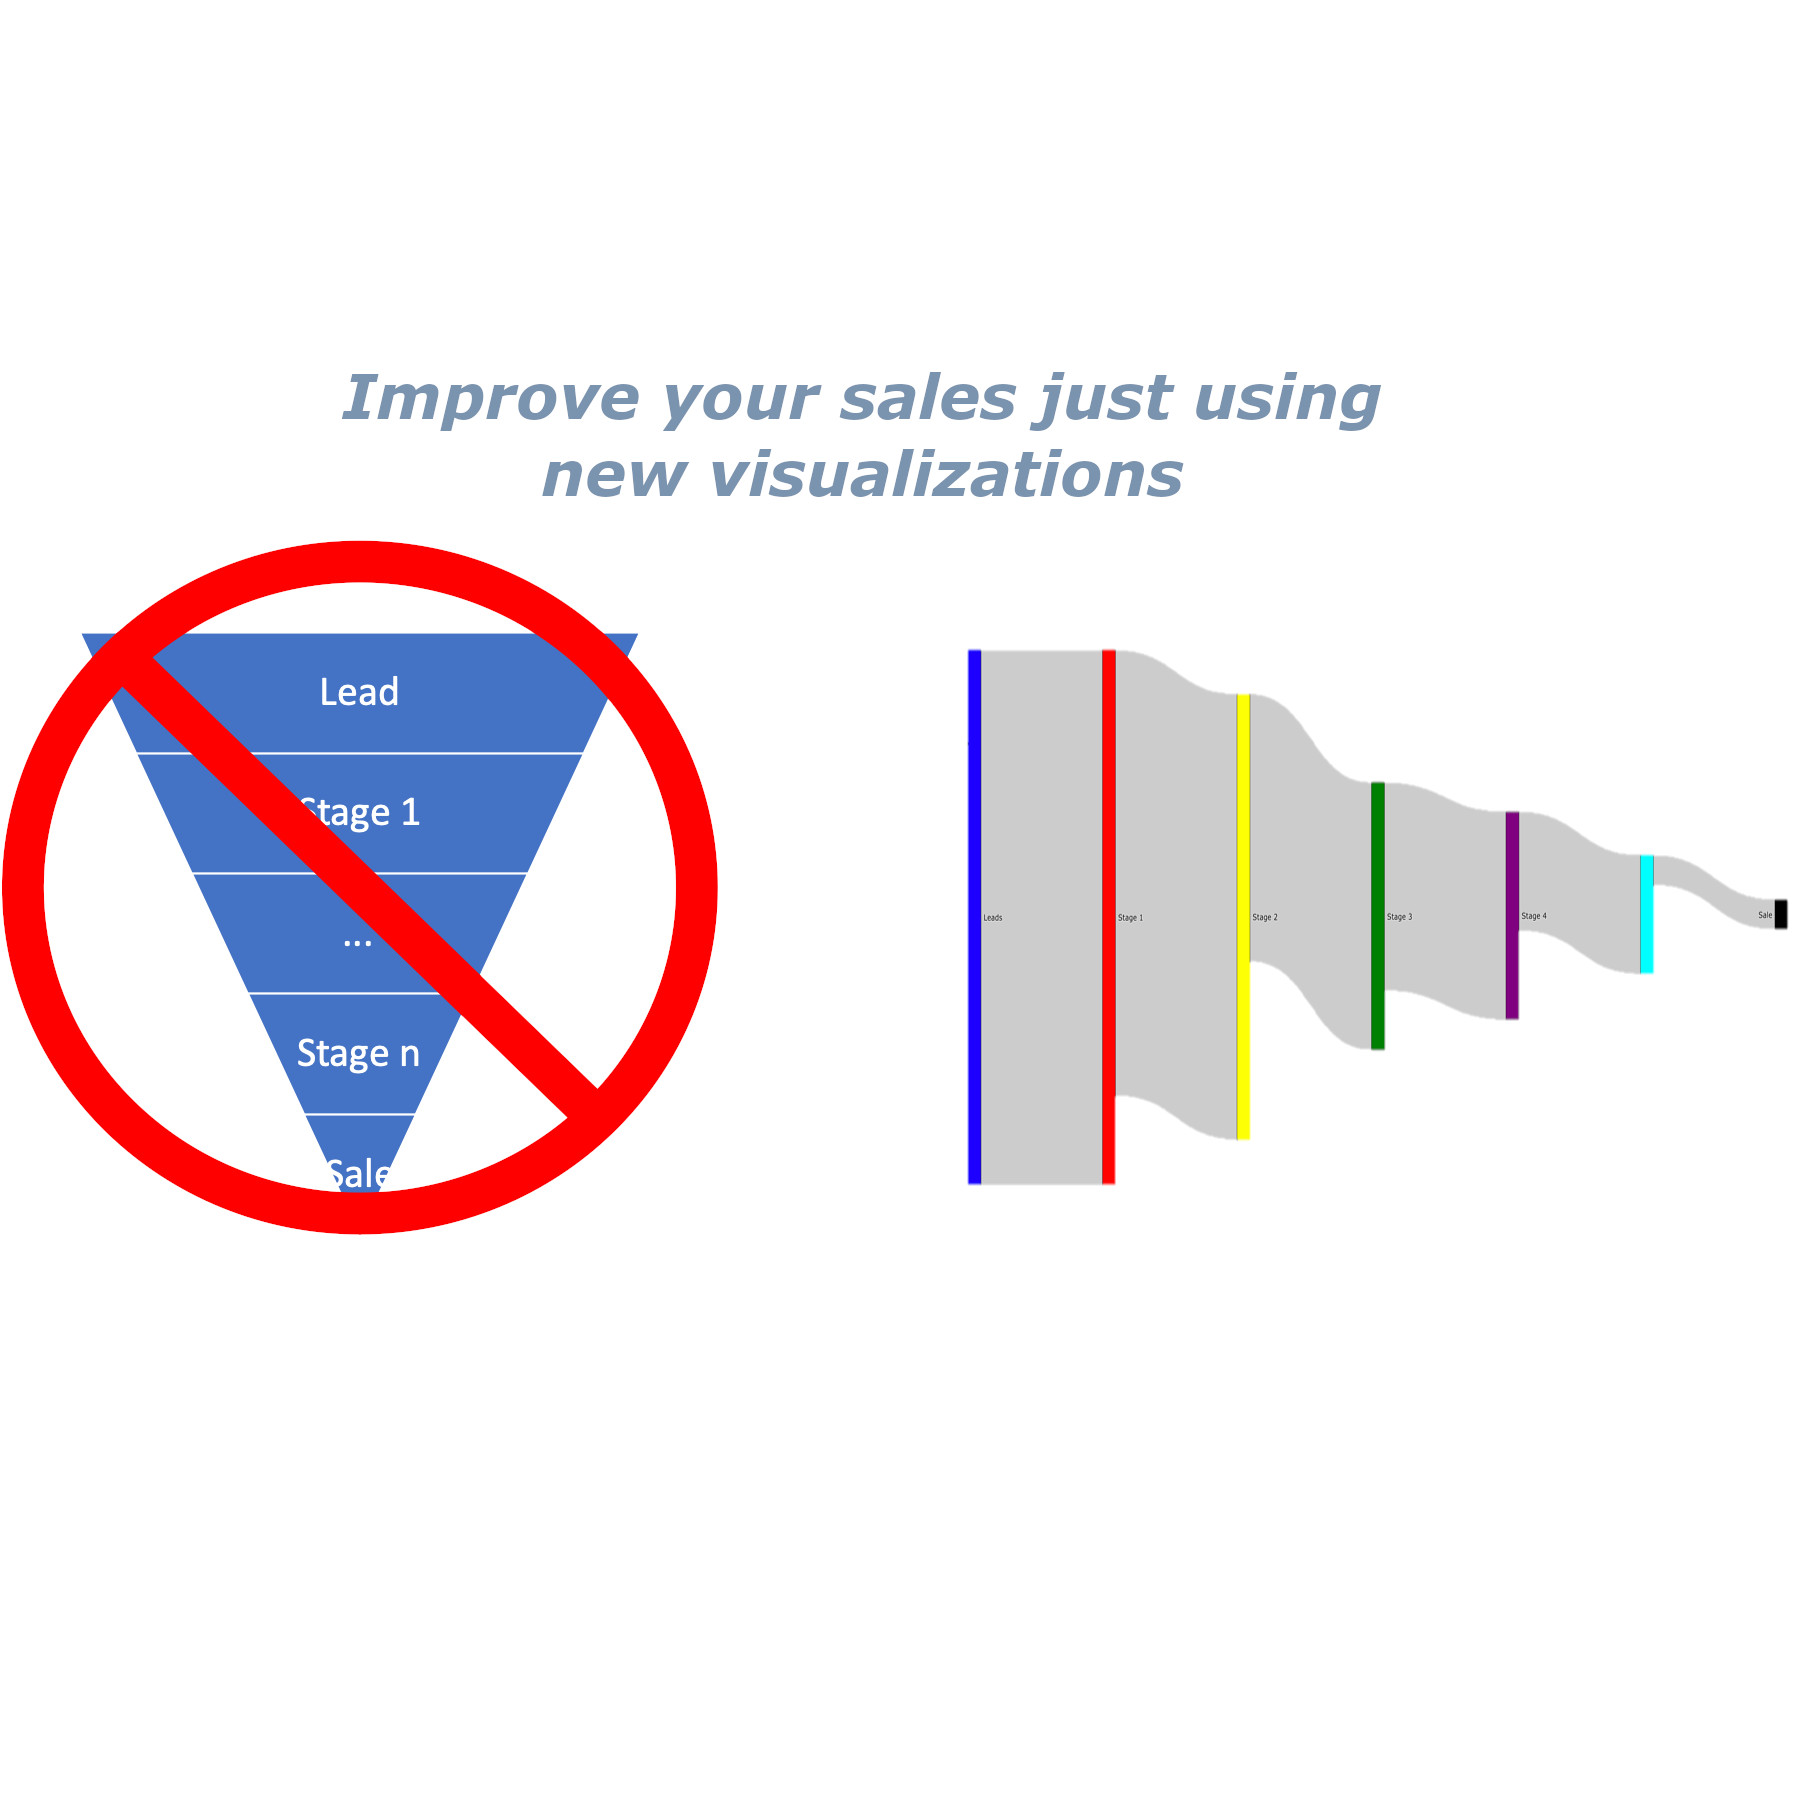 Improve your sales just using
new visualizations
Lead
Stage 1
...
Stage n
Sale
Leads
Stage 1
Stage 2
Stage 3
Stage 4
Sale